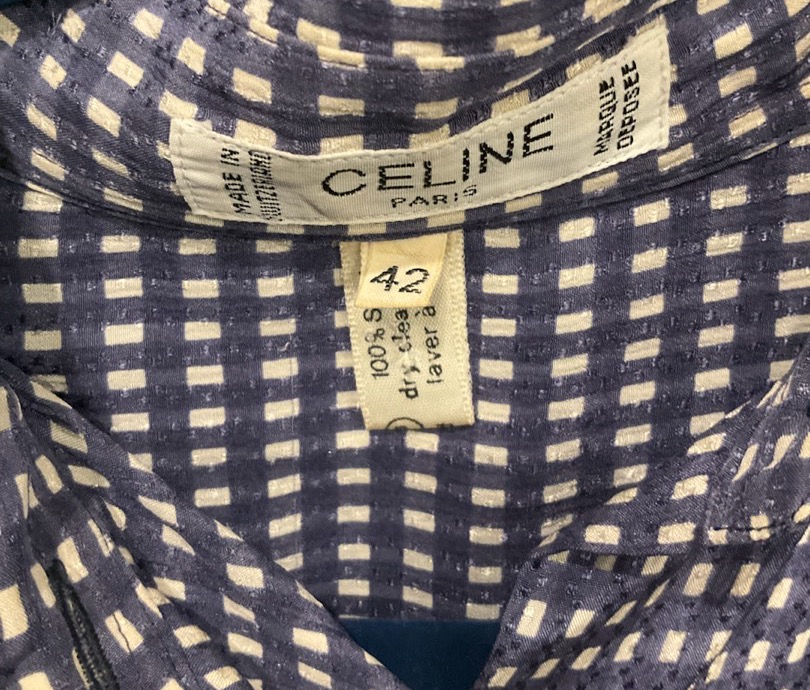 MADE IN
SWITZERLAND
CELINE
PARIS
MARQUE
DEPOSEE
42
100% S
dry clea
laver à